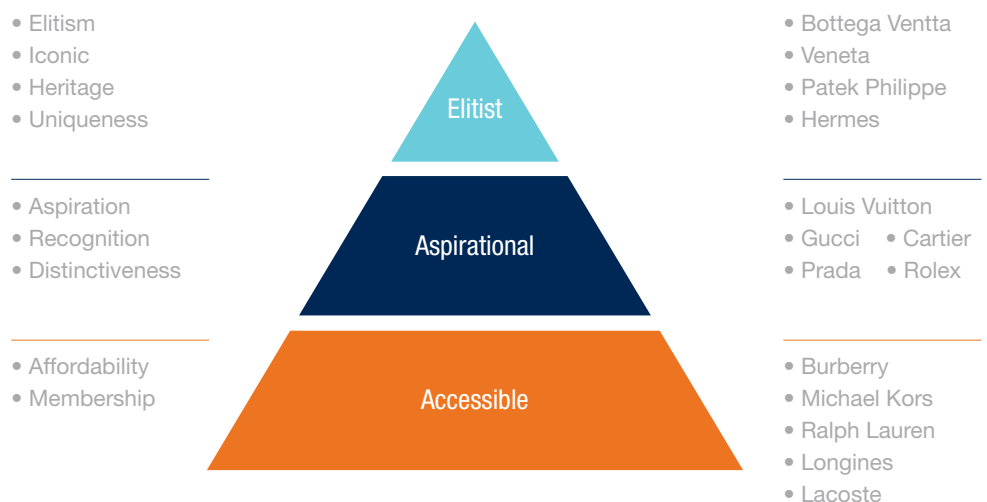 • Elitism
• Iconic
• Heritage
• Uniqueness
Elitist
• Bottega Ventta
• Veneta
• Patek Philippe
• Hermes
• Aspiration
• Recognition
• Distinctiveness
Aspirational
• Louis Vuitton
• Gucci • Cartier
• Prada • Rolex
• Affordability
• Membership
Accessible
• Burberry
• Michael Kors
• Ralph Lauren
• Longines
• Lacoste